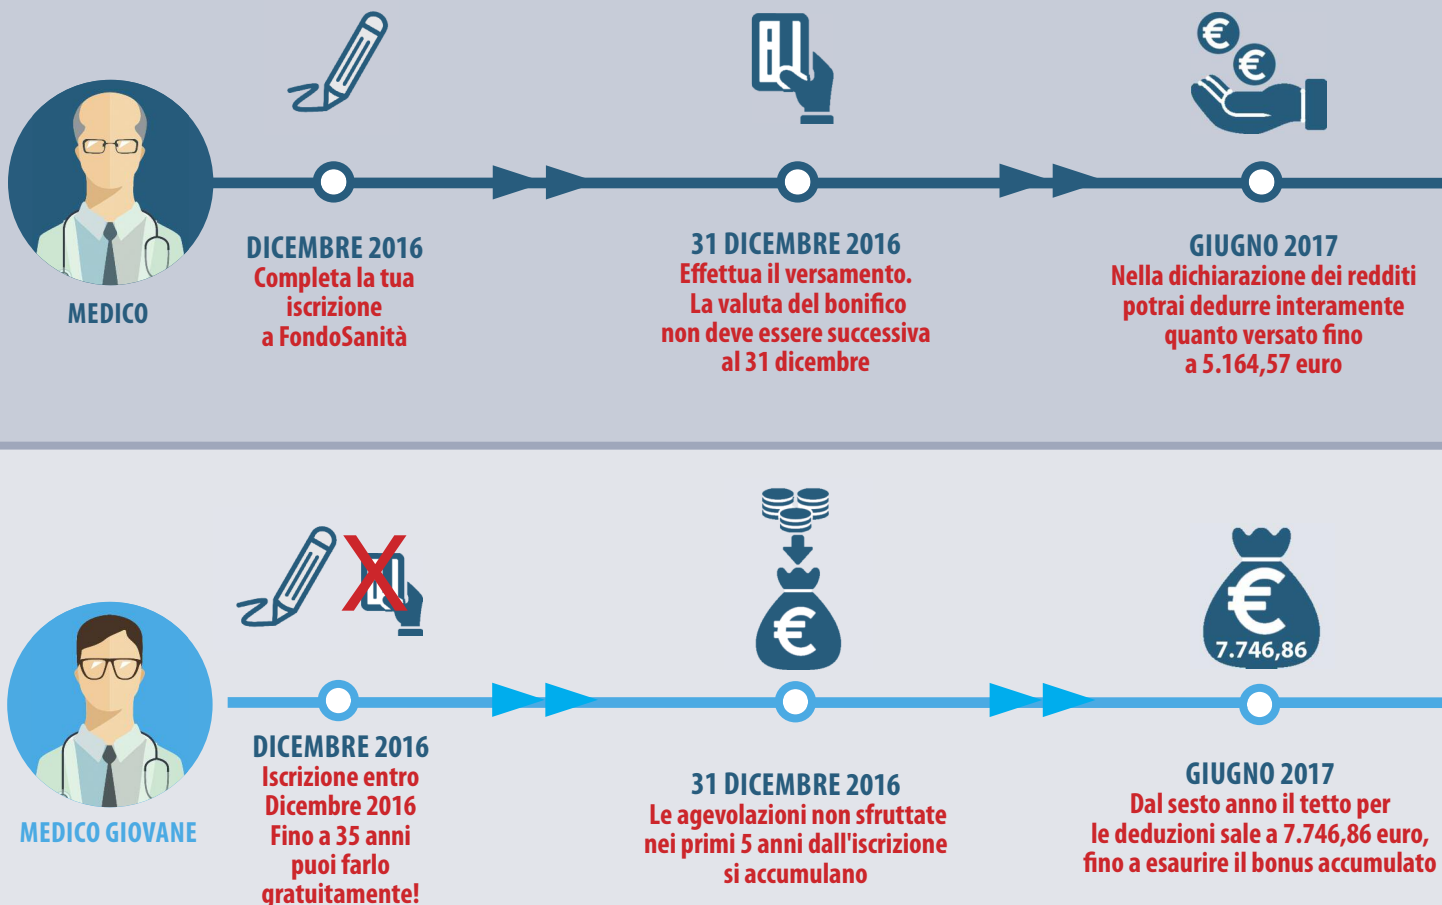 MEDICO
DICEMBRE 2016
Completa la tua
iscrizione
a FondoSanità
31 DICEMBRE 2016
Effettua il versamento.
La valuta del bonifico
non deve essere successiva
al 31 dicembre
GIUGNO 2017
Nella dichiarazione dei redditi
potrai dedurre interamente
quanto versato fino
a 5.164,57 euro
MEDICO GIOVANE
X
DICEMBRE 2016
Iscrizione entro
Dicembre 2016
Fino a 35 anni
puoi farlo
gratuitamente!
€
31 DICEMBRE 2016
Le agevolazioni non sfruttate
nei primi 5 anni dall'iscrizione
si accumulano
€
7.746,86
GIUGNO 2017
Dal sesto anno il tetto per
le deduzioni sale a 7.746,86 euro,
fino a esaurire il bonus accumulato